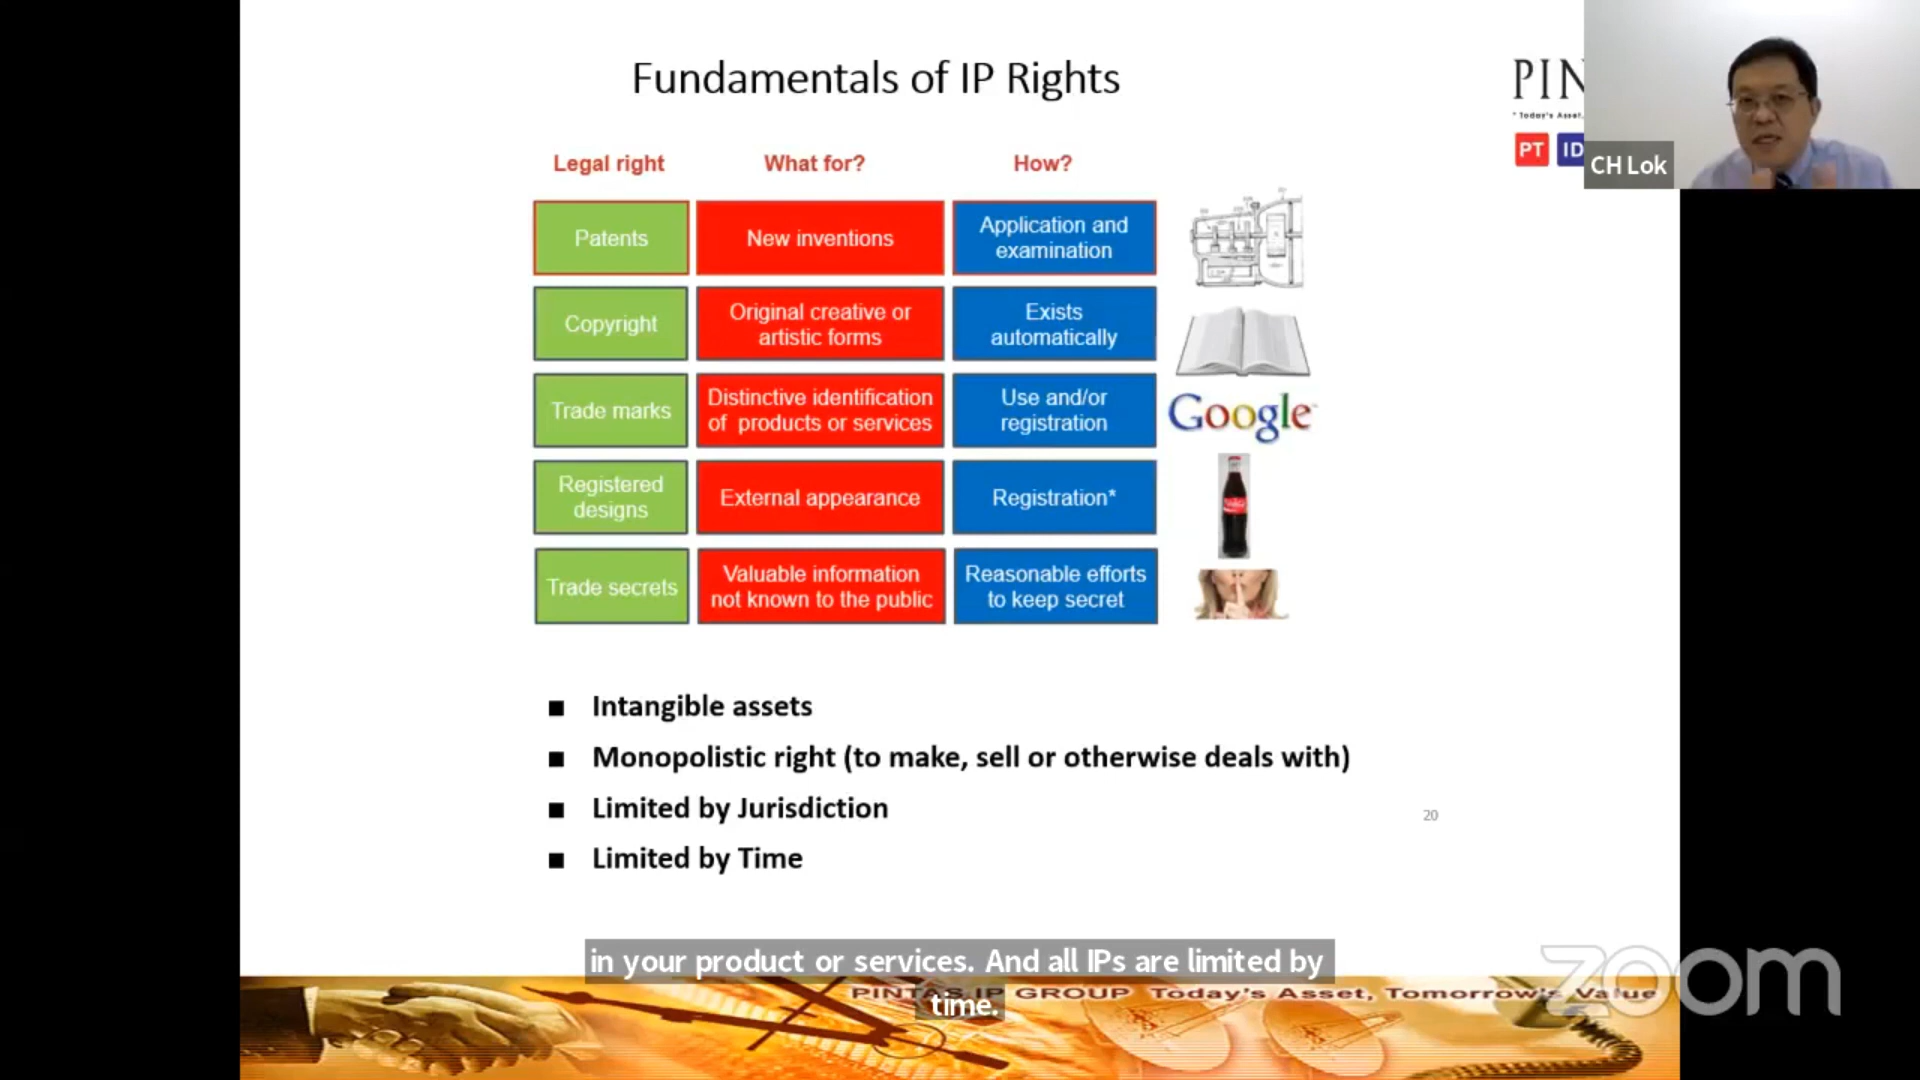 Fundamentals of IP Rights
PIN
"Today's Asset,
PT ID
CH Lok
Legal right What for? How?
Patents
New inventions
Application and
examination
Copyright
Original creative or
artistic forms
Exists
automatically
Trade marks
Distinctive identification
of products or services
Use and/or
registration
Google™
Registered
designs
External appearance
Registration*
Trade secrets
Valuable information
not known to the public
Reasonable efforts
to keep secret
■ Intangible assets
■ Monopolistic right (to make, sell or otherwise deals with)
■ Limited by Jurisdiction
■ Limited by Time
20
in your product or services. And all IPs are limited by
time.
PINTAS IP GROUP Today's Asset, Tomorrow's Value
zoom